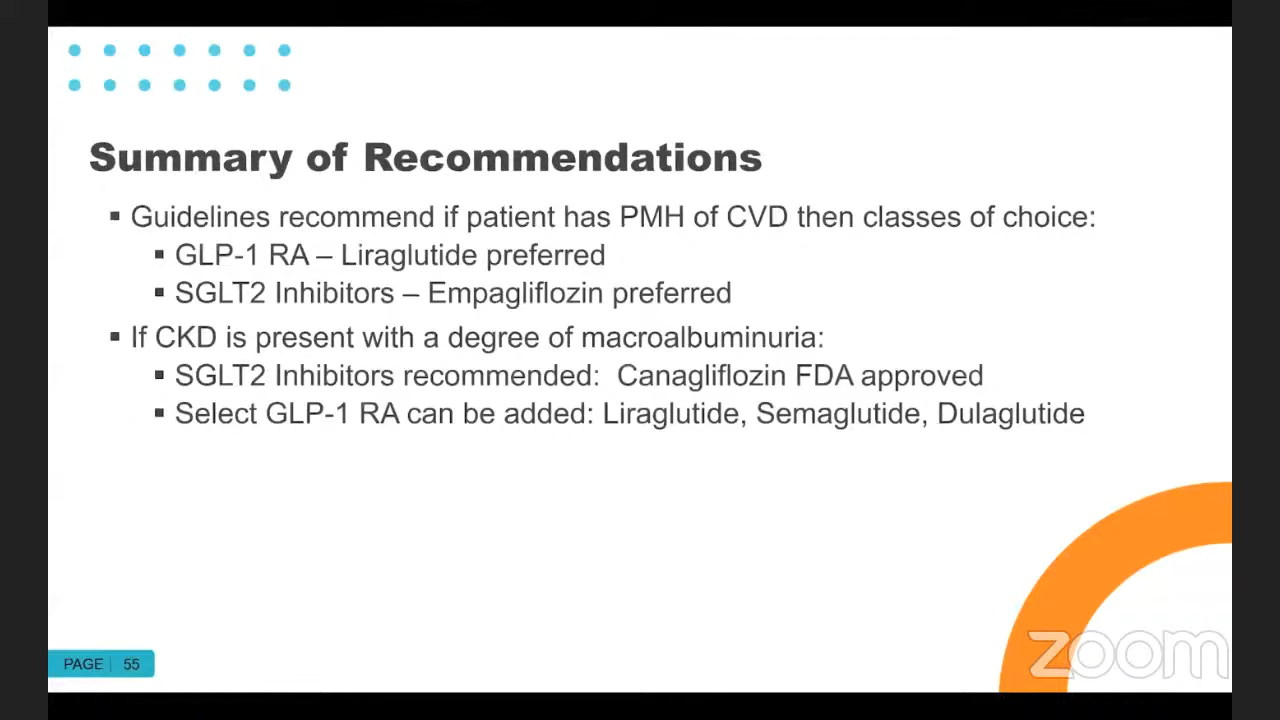 Summary of Recommendations
▪ Guidelines recommend if patient has PMH of CVD then classes of choice:
▪ GLP-1 RA – Liraglutide preferred
▪ SGLT2 Inhibitors – Empagliflozin preferred
▪ If CKD is present with a degree of macroalbuminuria:
▪ SGLT2 Inhibitors recommended:  Canagliflozin FDA approved
▪ Select GLP-1 RA can be added: Liraglutide, Semaglutide, Dulaglutide
PAGE | 55
zoom